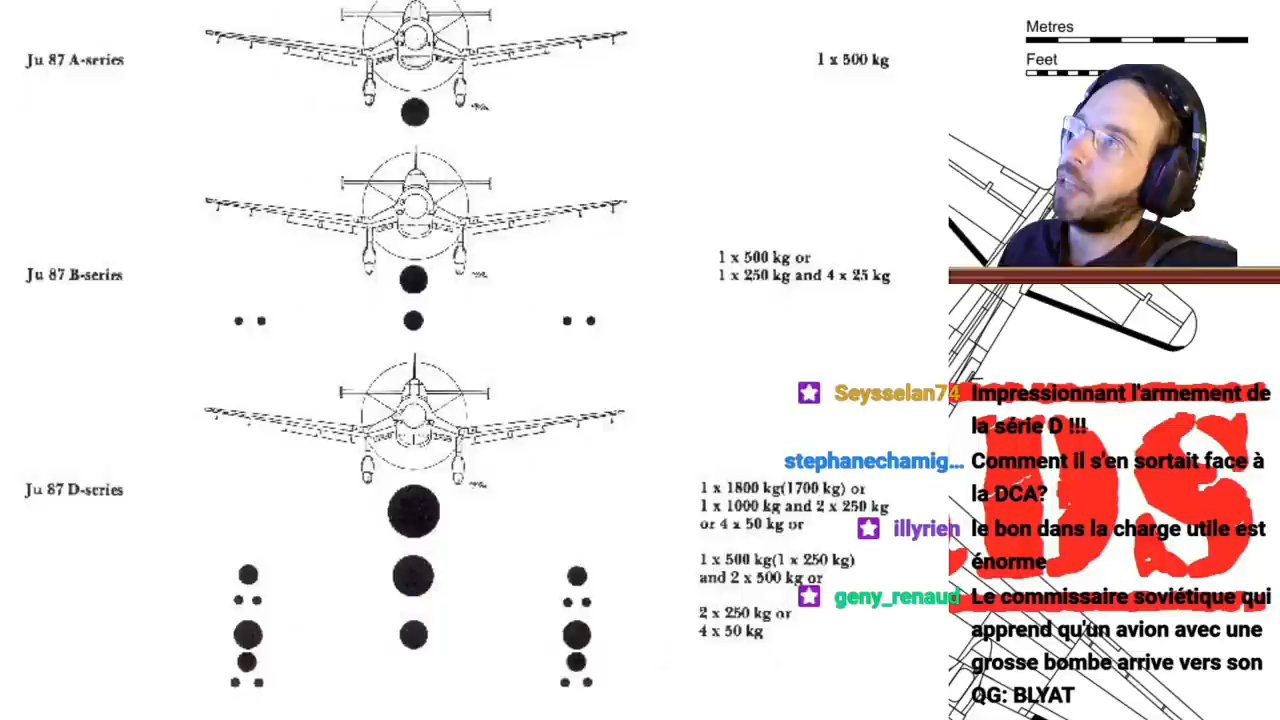 Metres
Feet
Ju 87 A-series
1 x 500 kg
Ju 87 B-series
1 x 500 kg or
1 x 250 kg and 4 x 25 kg
Ju 87 D-series
1 x 1800 kg(1700 kg) or
1 x 1000 kg and 2 x 250 kg
or 4 x 50 kg or
1 x 500 kg(1 x 250 kg)
and 2 x 500 kg or
2 x 250 kg or
4 x 50 kg
Seysselan74 Impressionnant l'armement de
la série D !!!
stephanechamig... Comment il s'en sortait face à
la DCA?
illyrien le bon dans la charge utile est
énorme
geny_renaud Le commissaire soviétique qui
apprend qu'un avion avec une
grosse bombe arrive vers son
QG: BLYAT
DS